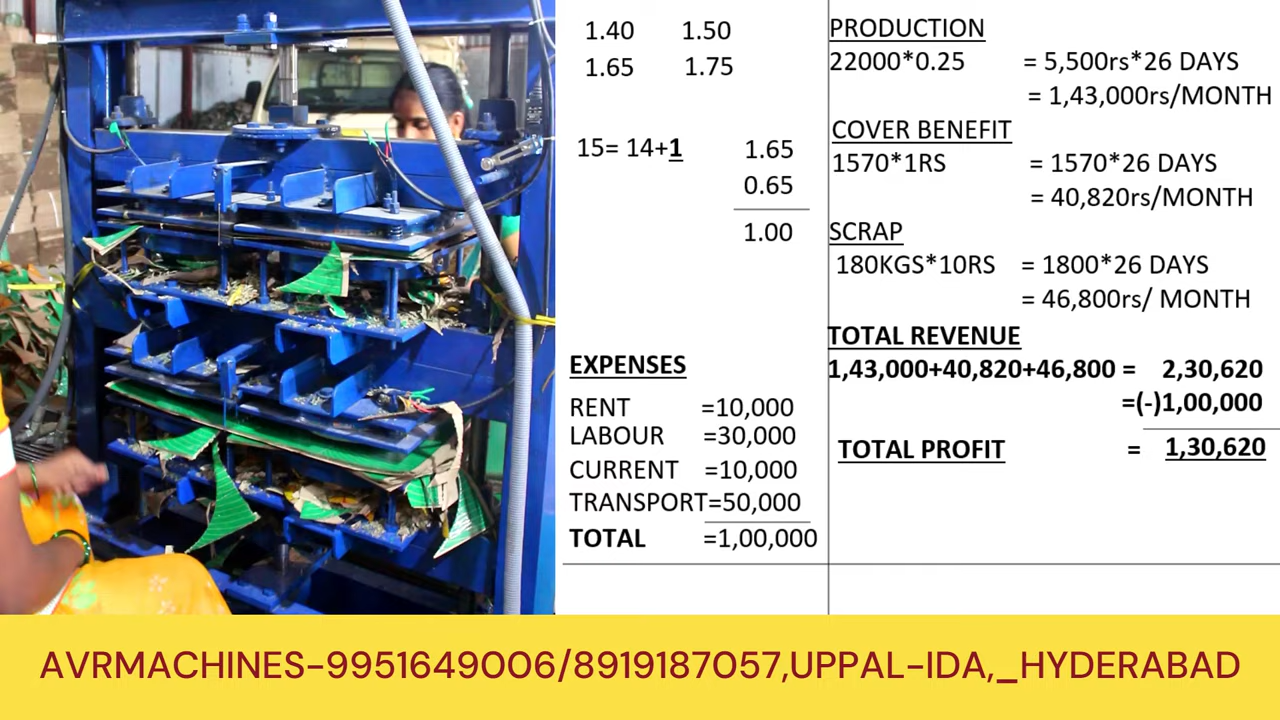 1.40 1.50
1.65 1.75
15= 14+1 1.65
0.65
1.00
EXPENSES
RENT =10,000
LABOUR =30,000
CURRENT =10,000
TRANSPORT=50,000
TOTAL =1,00,000
PRODUCTION
22000*0.25 = 5,500rs*26 DAYS
= 1,43,000rs/MONTH
COVER BENEFIT
1570*1RS = 1570*26 DAYS
= 40,820rs/MONTH
SCRAP
180KGS*10RS = 1800*26 DAYS
= 46,800rs/ MONTH
TOTAL REVENUE
1,43,000+40,820+46,800 = 2,30,620
=(-)1,00,000
TOTAL PROFIT = 1,30,620
AVRMACHINES-9951649006/8919187057,UPPAL-IDA,_HYDERABAD